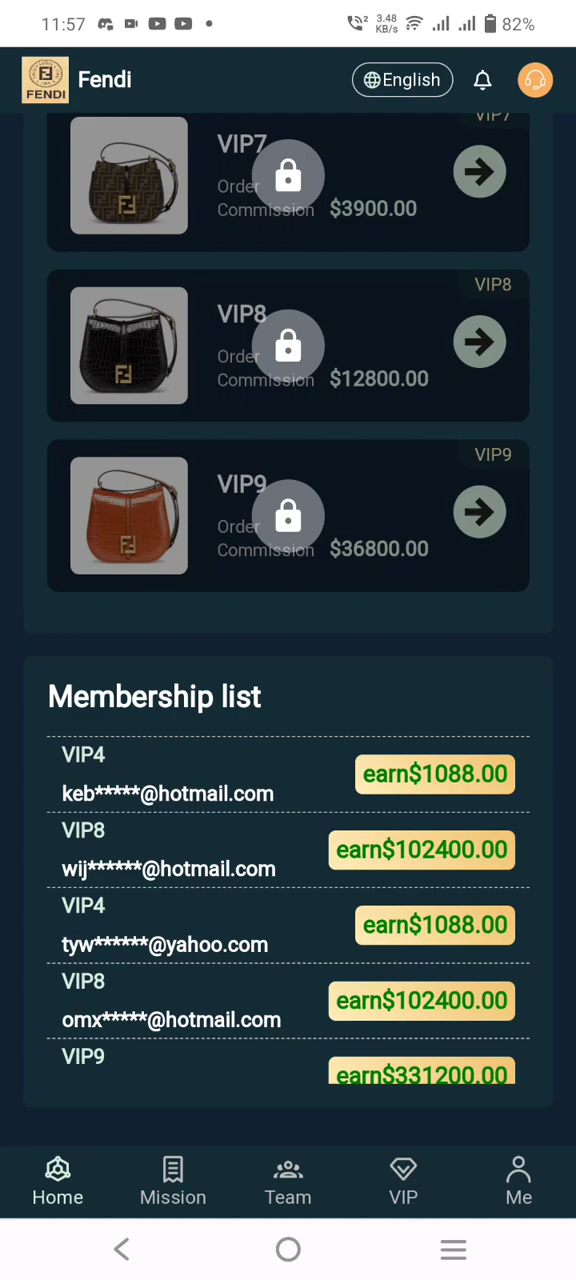 11:57
3.48
KB/s
82%
FENDI
Fendi
English
VIP7
VIP7
Order
Commission $3900.00
VIP8
VIP8
Order
Commission $12800.00
VIP9
VIP9
Order
Commission $36800.00
Membership list
VIP4
earn$1088.00
keb*****@hotmail.com
VIP8
earn$102400.00
wij******@hotmail.com
VIP4
earn$1088.00
tyw******@yahoo.com
VIP8
earn$102400.00
omx*****@hotmail.com
VIP9
earn$331200.00
Home
Mission
Team
VIP
Me